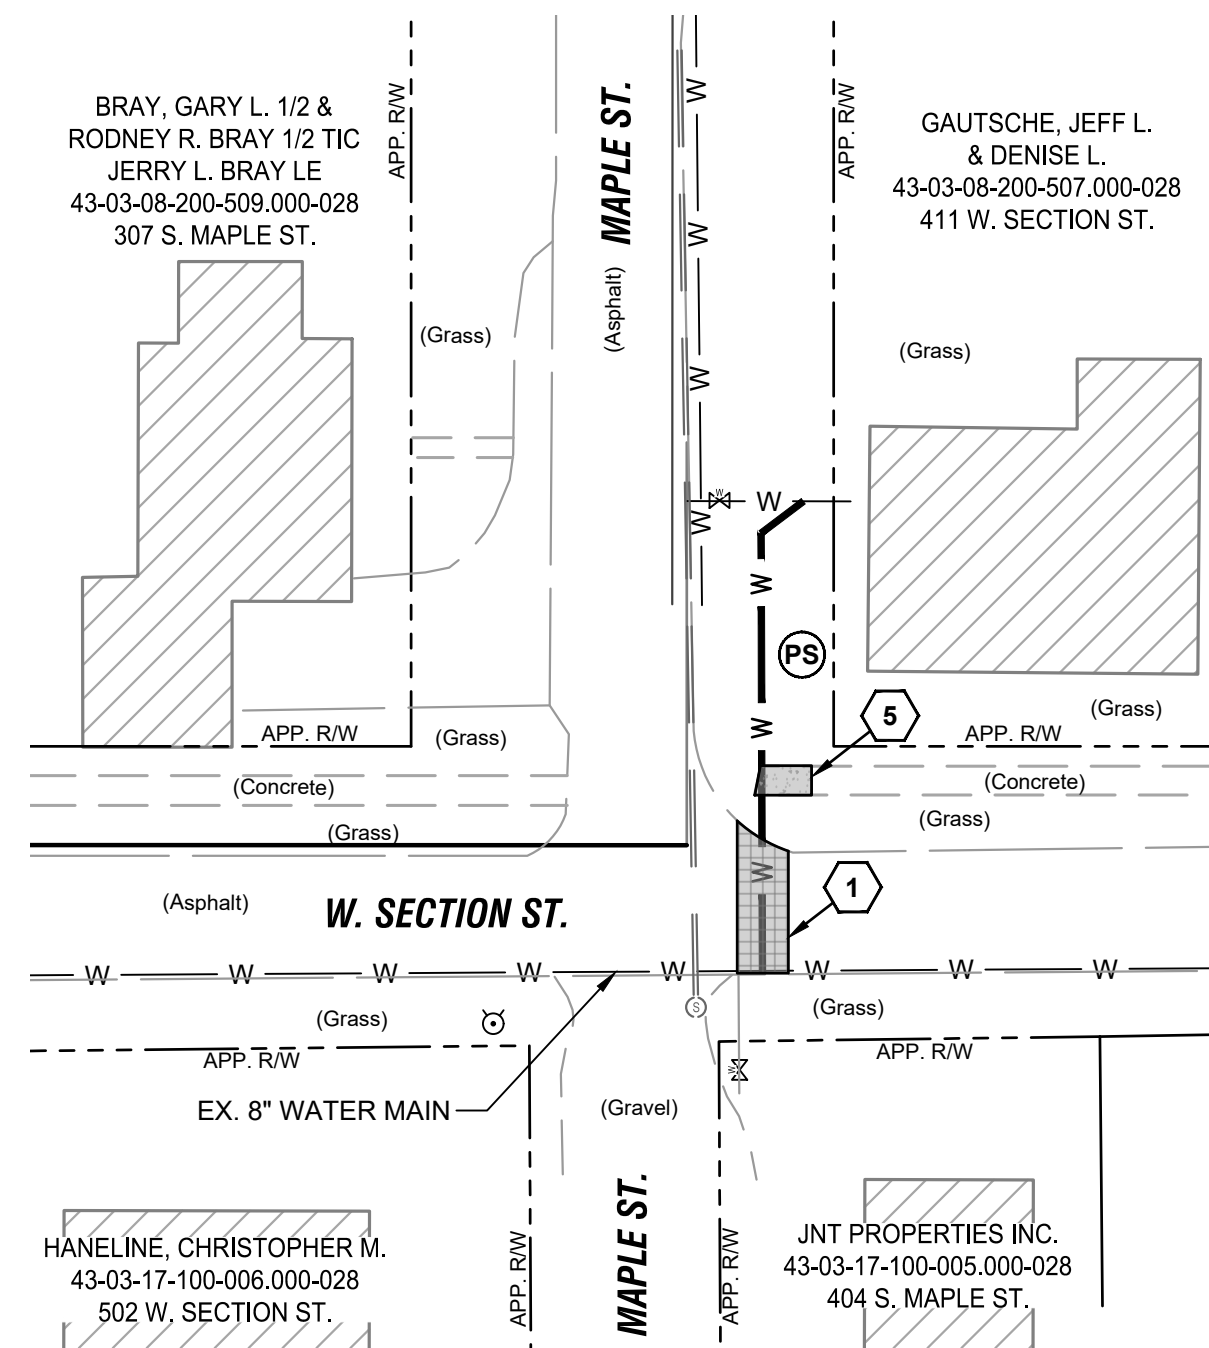 BRAY, GARY L. 1/2 &
RODNEY R. BRAY 1/2 TIC
JERRY L. BRAY LE
43-03-08-200-509.000-028
307 S. MAPLE ST.
APP. R/W
MAPLE ST.
(Asphalt)
W
W
W
W
APP. R/W
GAUTSCHE, JEFF L.
& DENISE L.
43-03-08-200-507.000-028
411 W. SECTION ST.
(Grass)
(Grass)
W
W
W
PS
5
(Grass)
APP. R/W
(Grass)
W
APP. R/W
(Concrete)
(Concrete)
(Grass)
(Grass)
W
1
(Asphalt)
W. SECTION ST.
W
W
W
W
W
W
W
W
(Grass)
S
(Grass)
APP. R/W
APP. R/W
W
EX. 8" WATER MAIN
(Gravel)
HANELINE, CHRISTOPHER M.
43-03-17-100-006.000-028
502 W. SECTION ST.
APP. R/W
MAPLE ST.
APP. R/W
JNT PROPERTIES INC.
43-03-17-100-005.000-028
404 S. MAPLE ST.